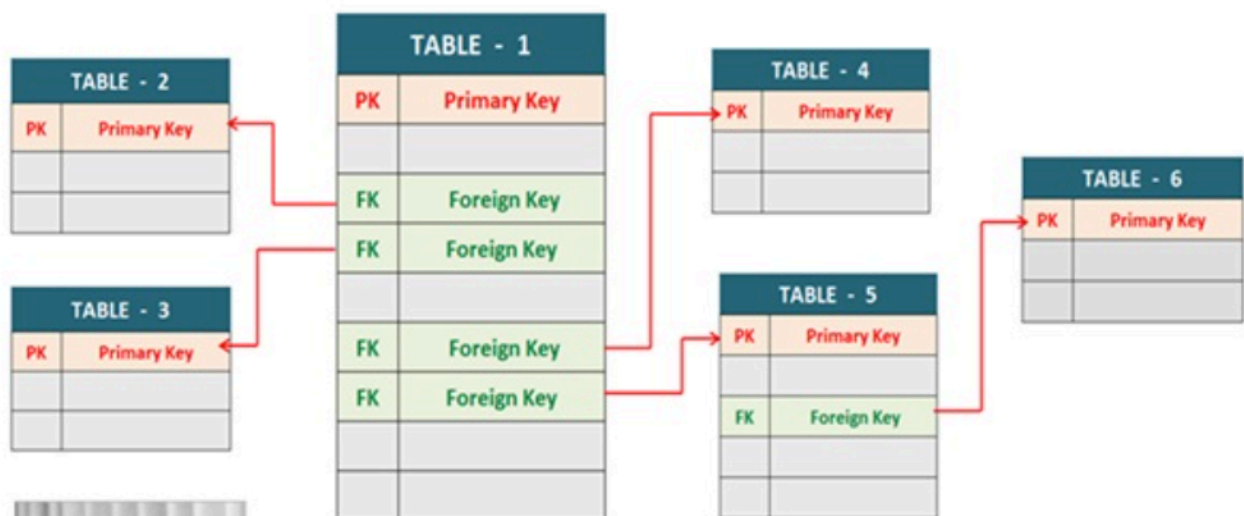 TABLE - 1
PK Primary Key
FK Foreign Key
FK Foreign Key
FK Foreign Key
FK Foreign Key
TABLE - 2
PK Primary Key
TABLE - 3
PK Primary Key
TABLE - 4
PK Primary Key
TABLE - 5
PK Primary Key
FK Foreign Key
TABLE - 6
PK Primary Key